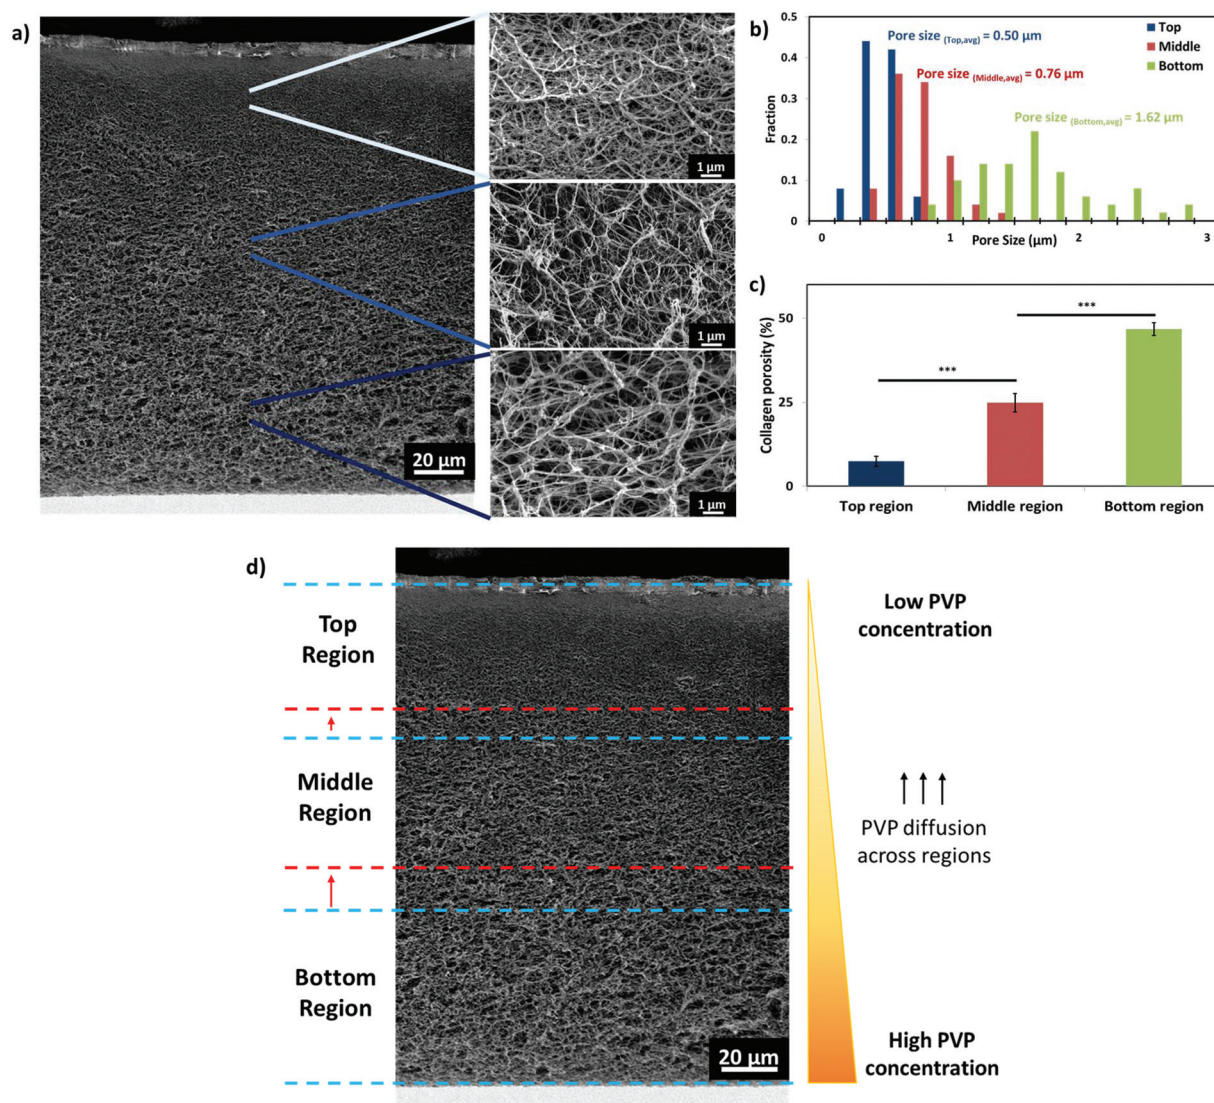 a)
1 µm
1 µm
1 µm
20 µm
b)
0.5
0.4
0.3
0.2
0.1
0
Fraction
Pore size (Top,avg) = 0.50 µm
Pore size (Middle,avg) = 0.76 µm
Pore size (Bottom,avg) = 1.62 µm
Top
Middle
Bottom
0 1 2 3
Pore Size (µm)
c)
50
25
0
Collagen porosity (%)
***
***
Top region Middle region Bottom region
d)
Top
Region
Middle
Region
Bottom
Region
20 µm
Low PVP
concentration
PVP diffusion
across regions
High PVP
concentration